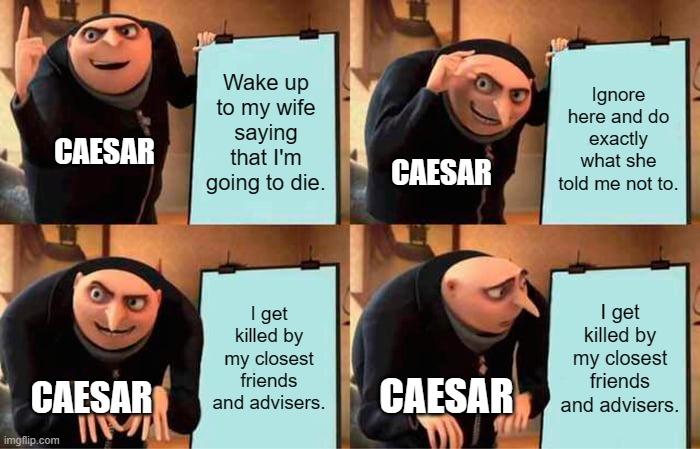 Wake up
to my wife
saying
that I'm
going to die.
CAESAR
Ignore
here and do
exactly
what she
told me not to.
CAESAR
I get
killed by
my closest
friends
and advisers.
CAESAR
I get
killed by
my closest
friends
and advisers.
CAESAR
imgflip.com